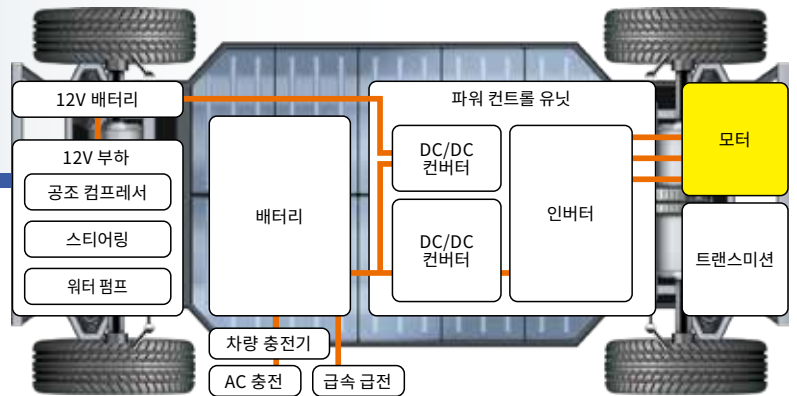 12V 배터리
12V 부하
공조 컴프레서
스티어링
워터 펌프
배터리
차량 충전기
AC 충전
급속 급전
파워 컨트롤 유닛
DC/DC
컨버터
DC/DC
컨버터
인버터
모터
트랜스미션